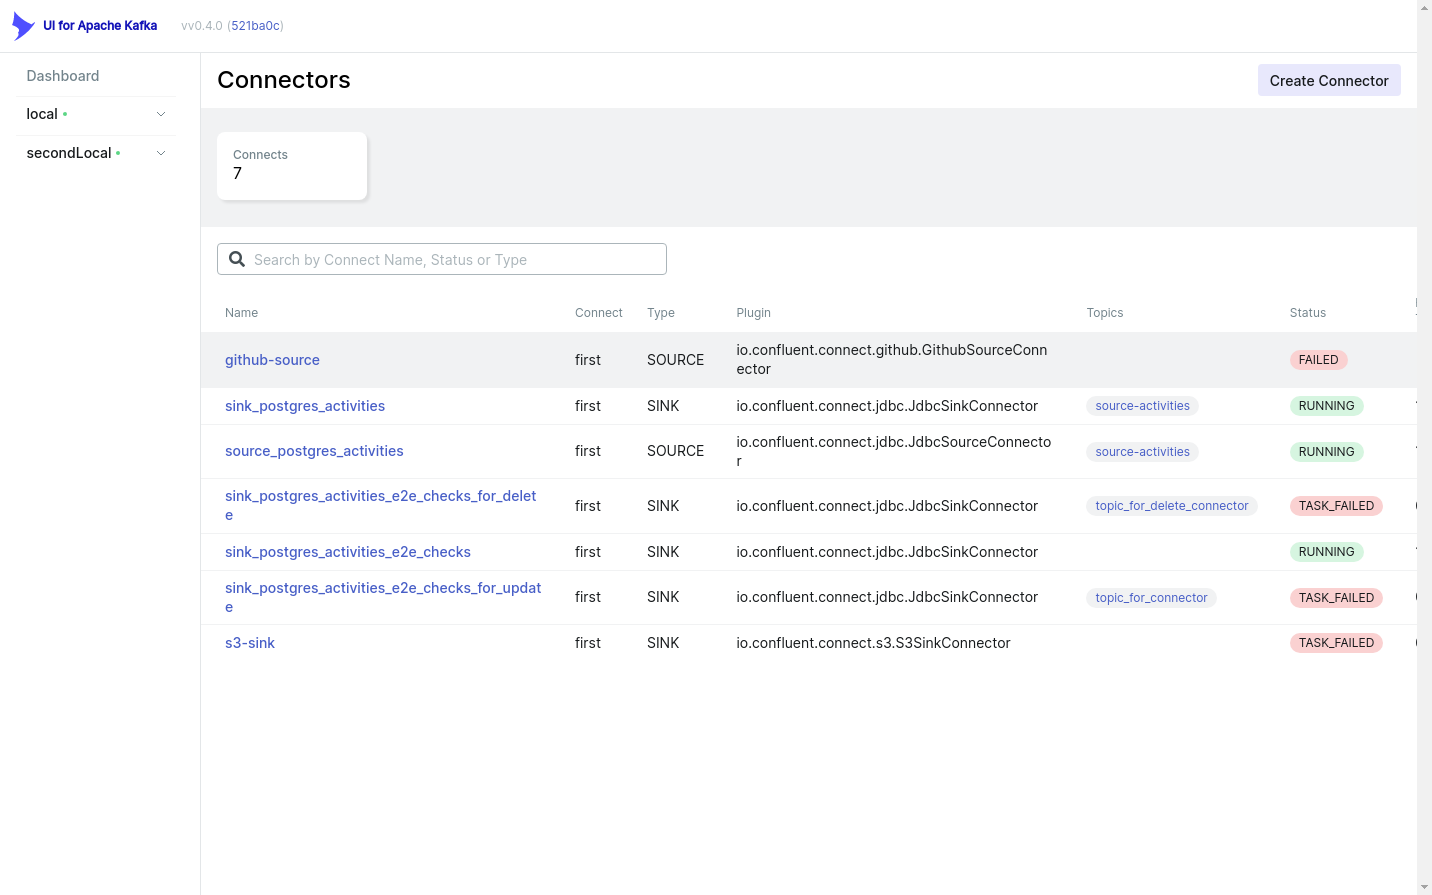 UI for Apache Kafka vv0.4.0 (521ba0c)
Dashboard
local
secondLocal
Connectors
Create Connector
Connects
7
Search by Connect Name, Status or Type
Name Connect Type Plugin Topics Status
github-source first SOURCE io.confluent.connect.github.GithubSourceConn
ector FAILED
sink_postgres_activities first SINK io.confluent.connect.jdbc.JdbcSinkConnector source-activities RUNNING
source_postgres_activities first SOURCE io.confluent.connect.jdbc.JdbcSourceConnecto
r source-activities RUNNING
sink_postgres_activities_e2e_checks_for_delet
e first SINK io.confluent.connect.jdbc.JdbcSinkConnector topic_for_delete_connector TASK_FAILED
sink_postgres_activities_e2e_checks first SINK io.confluent.connect.jdbc.JdbcSinkConnector RUNNING
sink_postgres_activities_e2e_checks_for_updat
e first SINK io.confluent.connect.jdbc.JdbcSinkConnector topic_for_connector TASK_FAILED
s3-sink first SINK io.confluent.connect.s3.S3SinkConnector TASK_FAILED